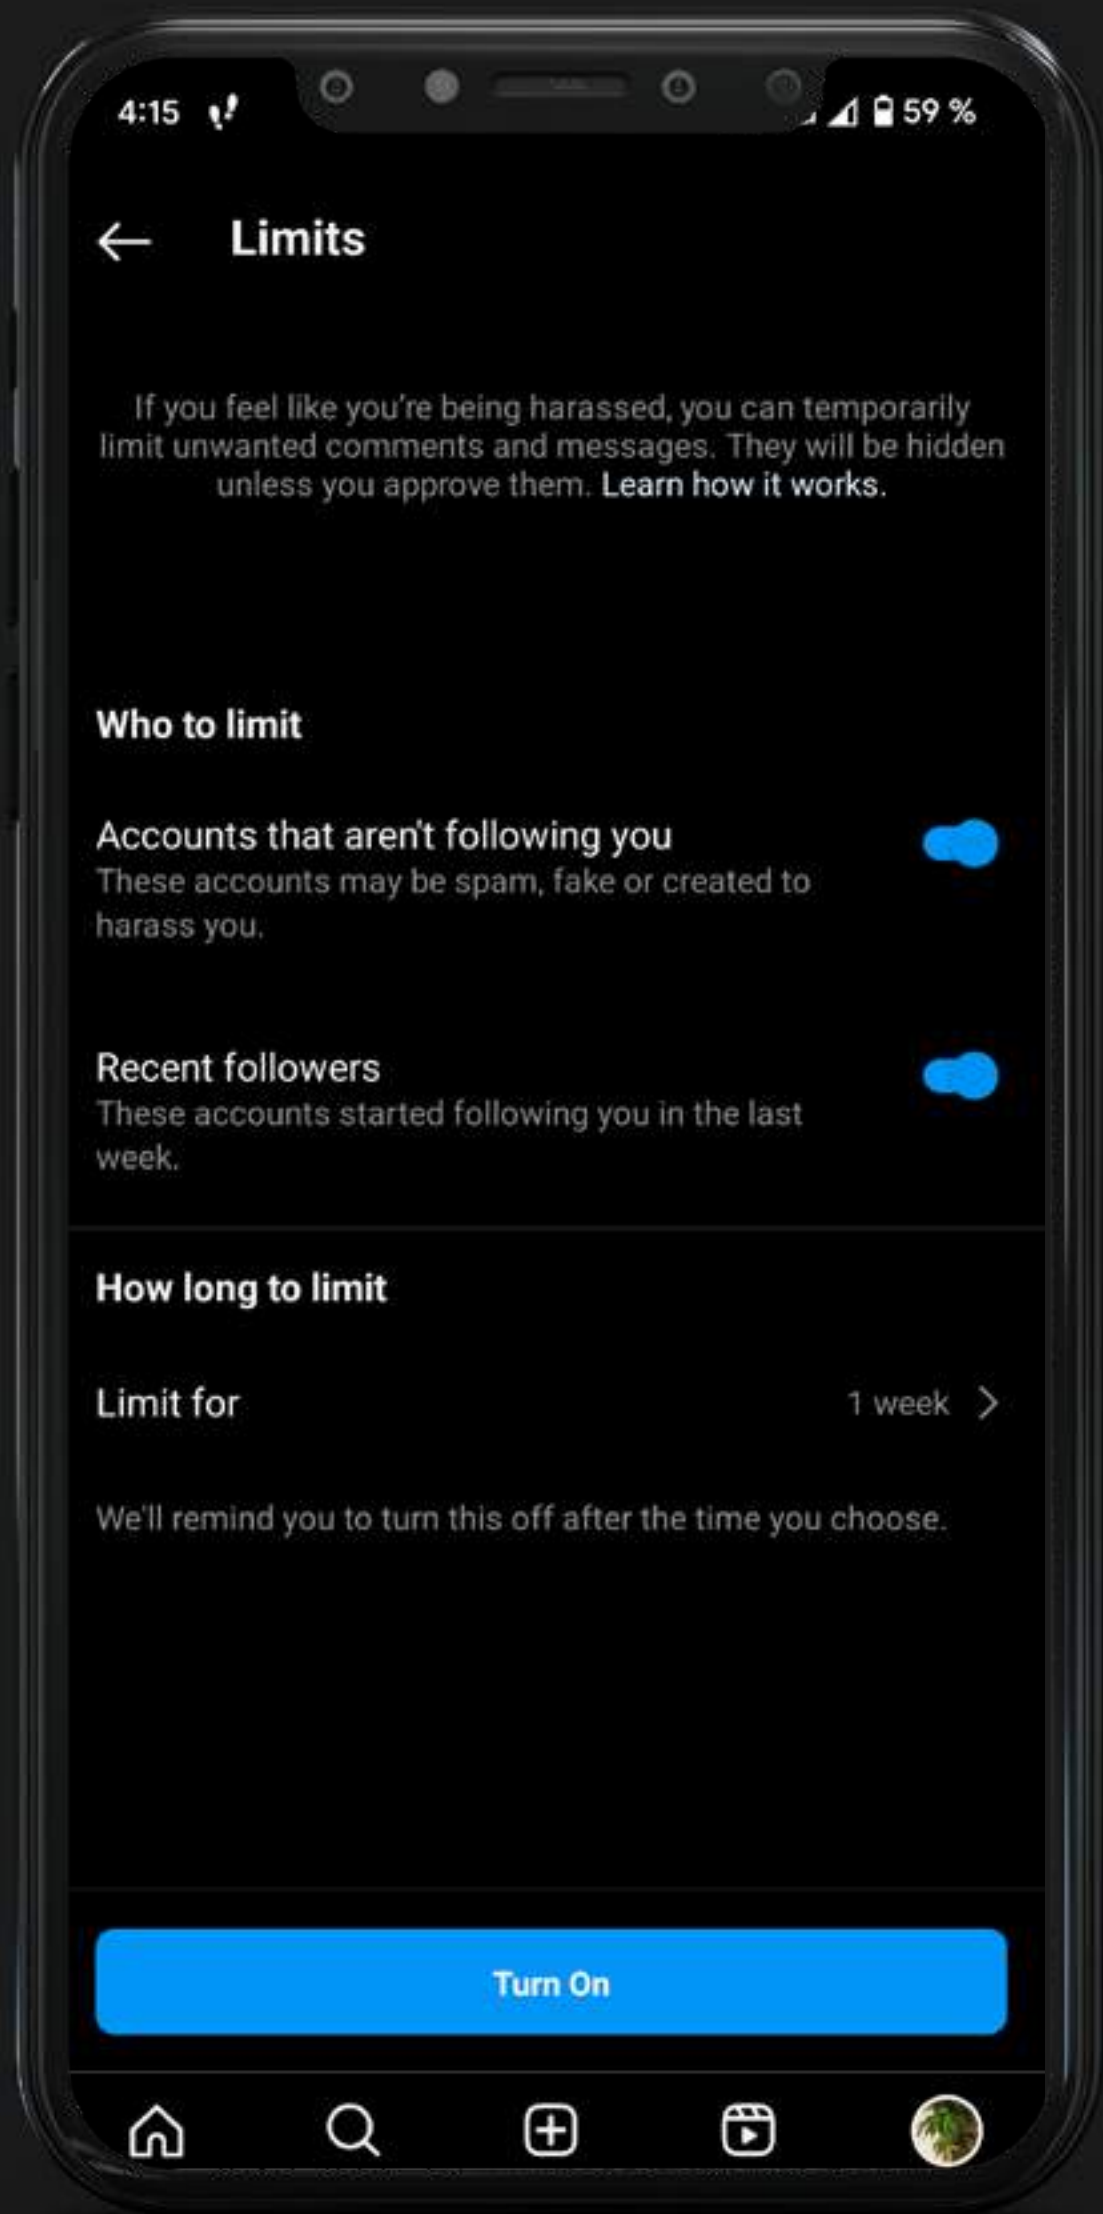 4:15
59 %
Limits
If you feel like you're being harassed, you can temporarily
limit unwanted comments and messages. They will be hidden
unless you approve them. Learn how it works.
Who to limit
Accounts that aren't following you
These accounts may be spam, fake or created to
harass you.
Recent followers
These accounts started following you in the last
week.
How long to limit
Limit for
1 week
We'll remind you to turn this off after the time you choose.
Turn On